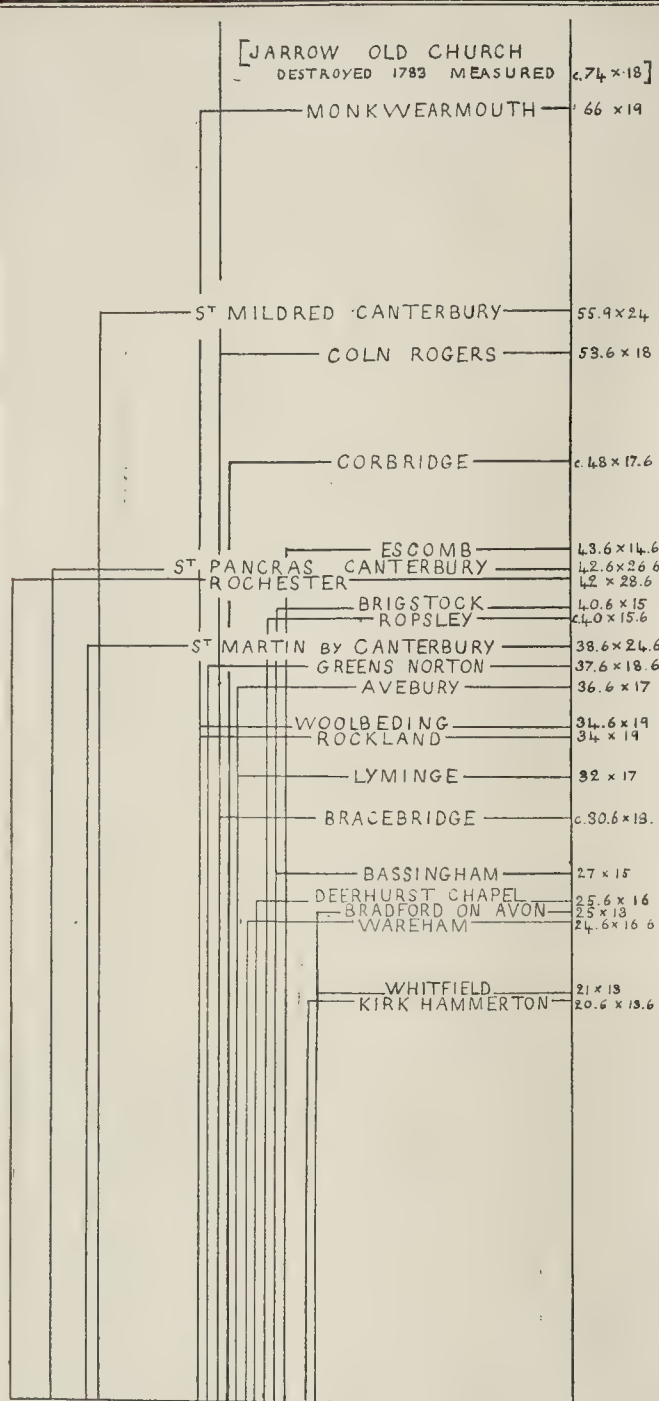 [JARROW OLD CHURCH
DESTROYED 1783 MEASURED c.74 × 18]
MONKWEARMOUTH 66 × 19
Sᵀ MILDRED CANTERBURY 55.9 × 24
COLN ROGERS 53.6 × 18
CORBRIDGE c.48 × 17.6
ESCOMB 43.6 × 14.6
Sᵀ PANCRAS CANTERBURY 42.6 × 26 6
ROCHESTER 42 × 28.6
BRIGSTOCK 40.6 × 15
ROPSLEY c.40 × 15.6
Sᵀ MARTIN BY CANTERBURY 38.6 × 24.6
GREENS NORTON 37.6 × 18.6
AVEBURY 36.6 × 17
WOOLBEDING 34.6 × 19
ROCKLAND 34 × 19
LYMINGE 32 × 17
BRACEBRIDGE c.30.6 × 18.
BASSINGHAM 27 × 15
DEERHURST CHAPEL 25.6 × 16
BRADFORD ON AVON 25 × 13
WAREHAM 24.6 × 16 6
WHITFIELD 21 × 13
KIRK HAMMERTON 20.6 × 13.6